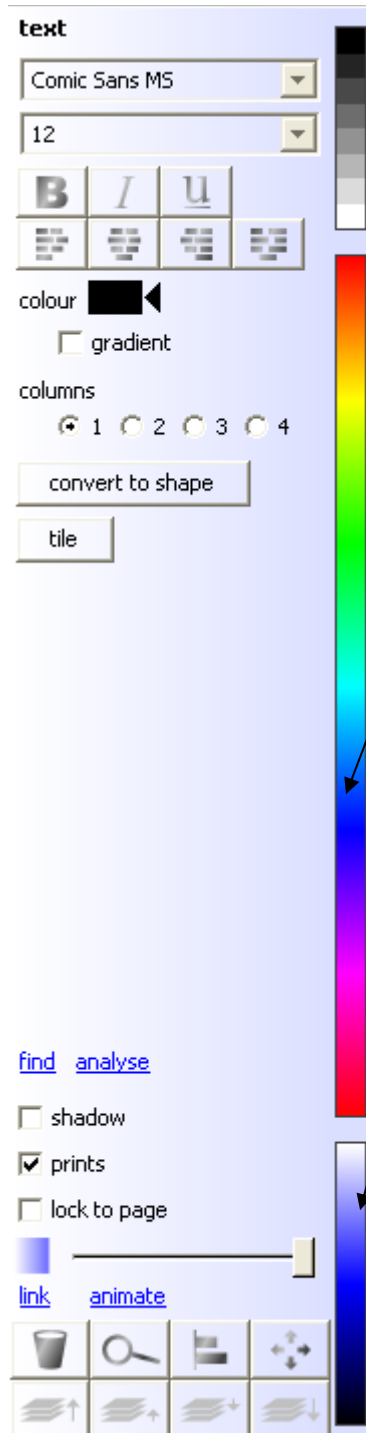 text
Comic Sans MS
12
B I u
colour
gradient
columns
1 2 3 4
convert to shape
tile
find analyse
shadow
prints
lock to page
link animate